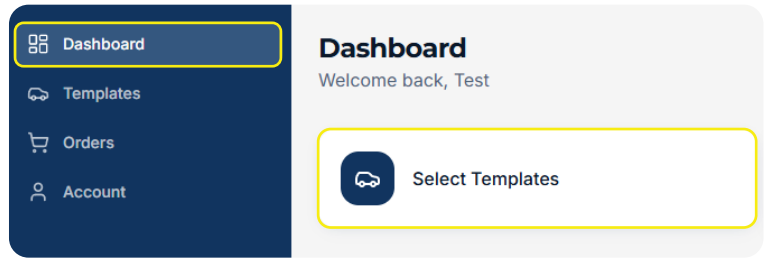 Dashboard
Templates
Orders
Account
Dashboard
Welcome back, Test
Select Templates